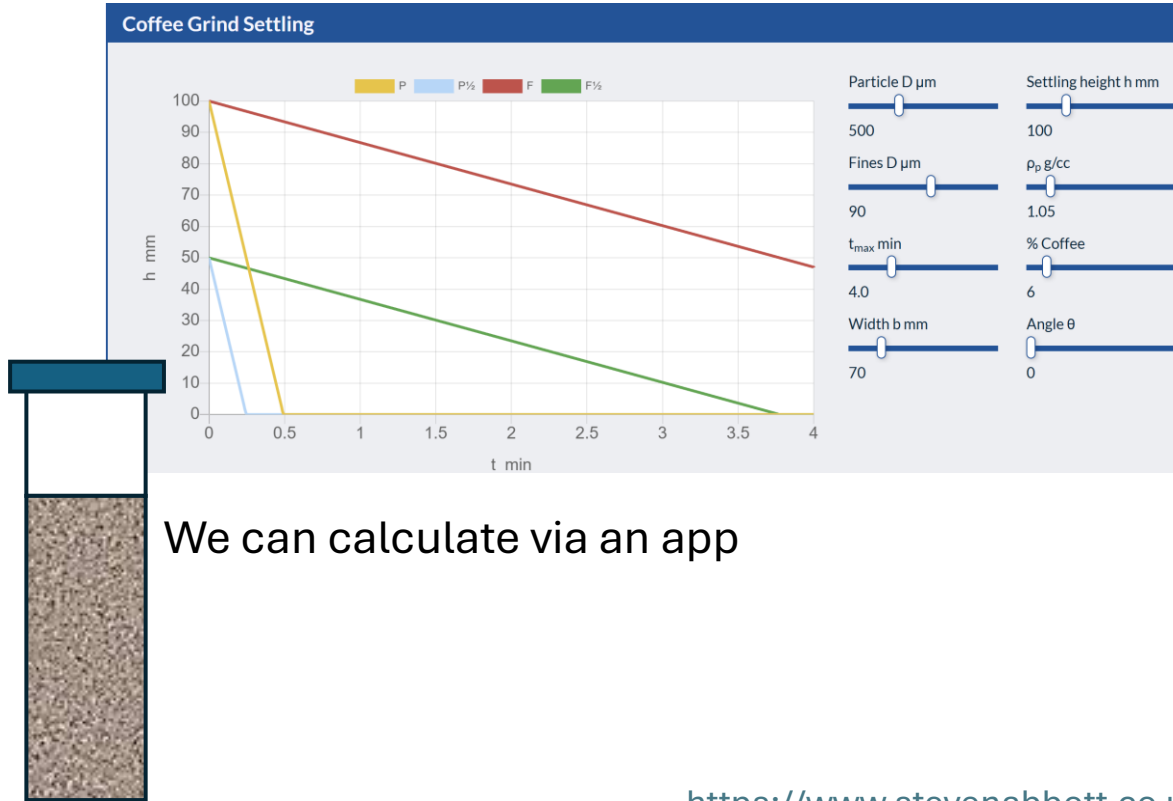 Coffee Grind Settling
P P½ F F½
100
90
80
70
60
50
40
30
20
10
0
h mm
0 0.5 1 1.5 2 2.5 3 3.5 4
t min
Particle D µm Settling height h mm
500 100
Fines D µm ρp g/cc
90 1.05
tmax min % Coffee
4.0 6
Width b mm Angle θ
70 0
We can calculate via an app